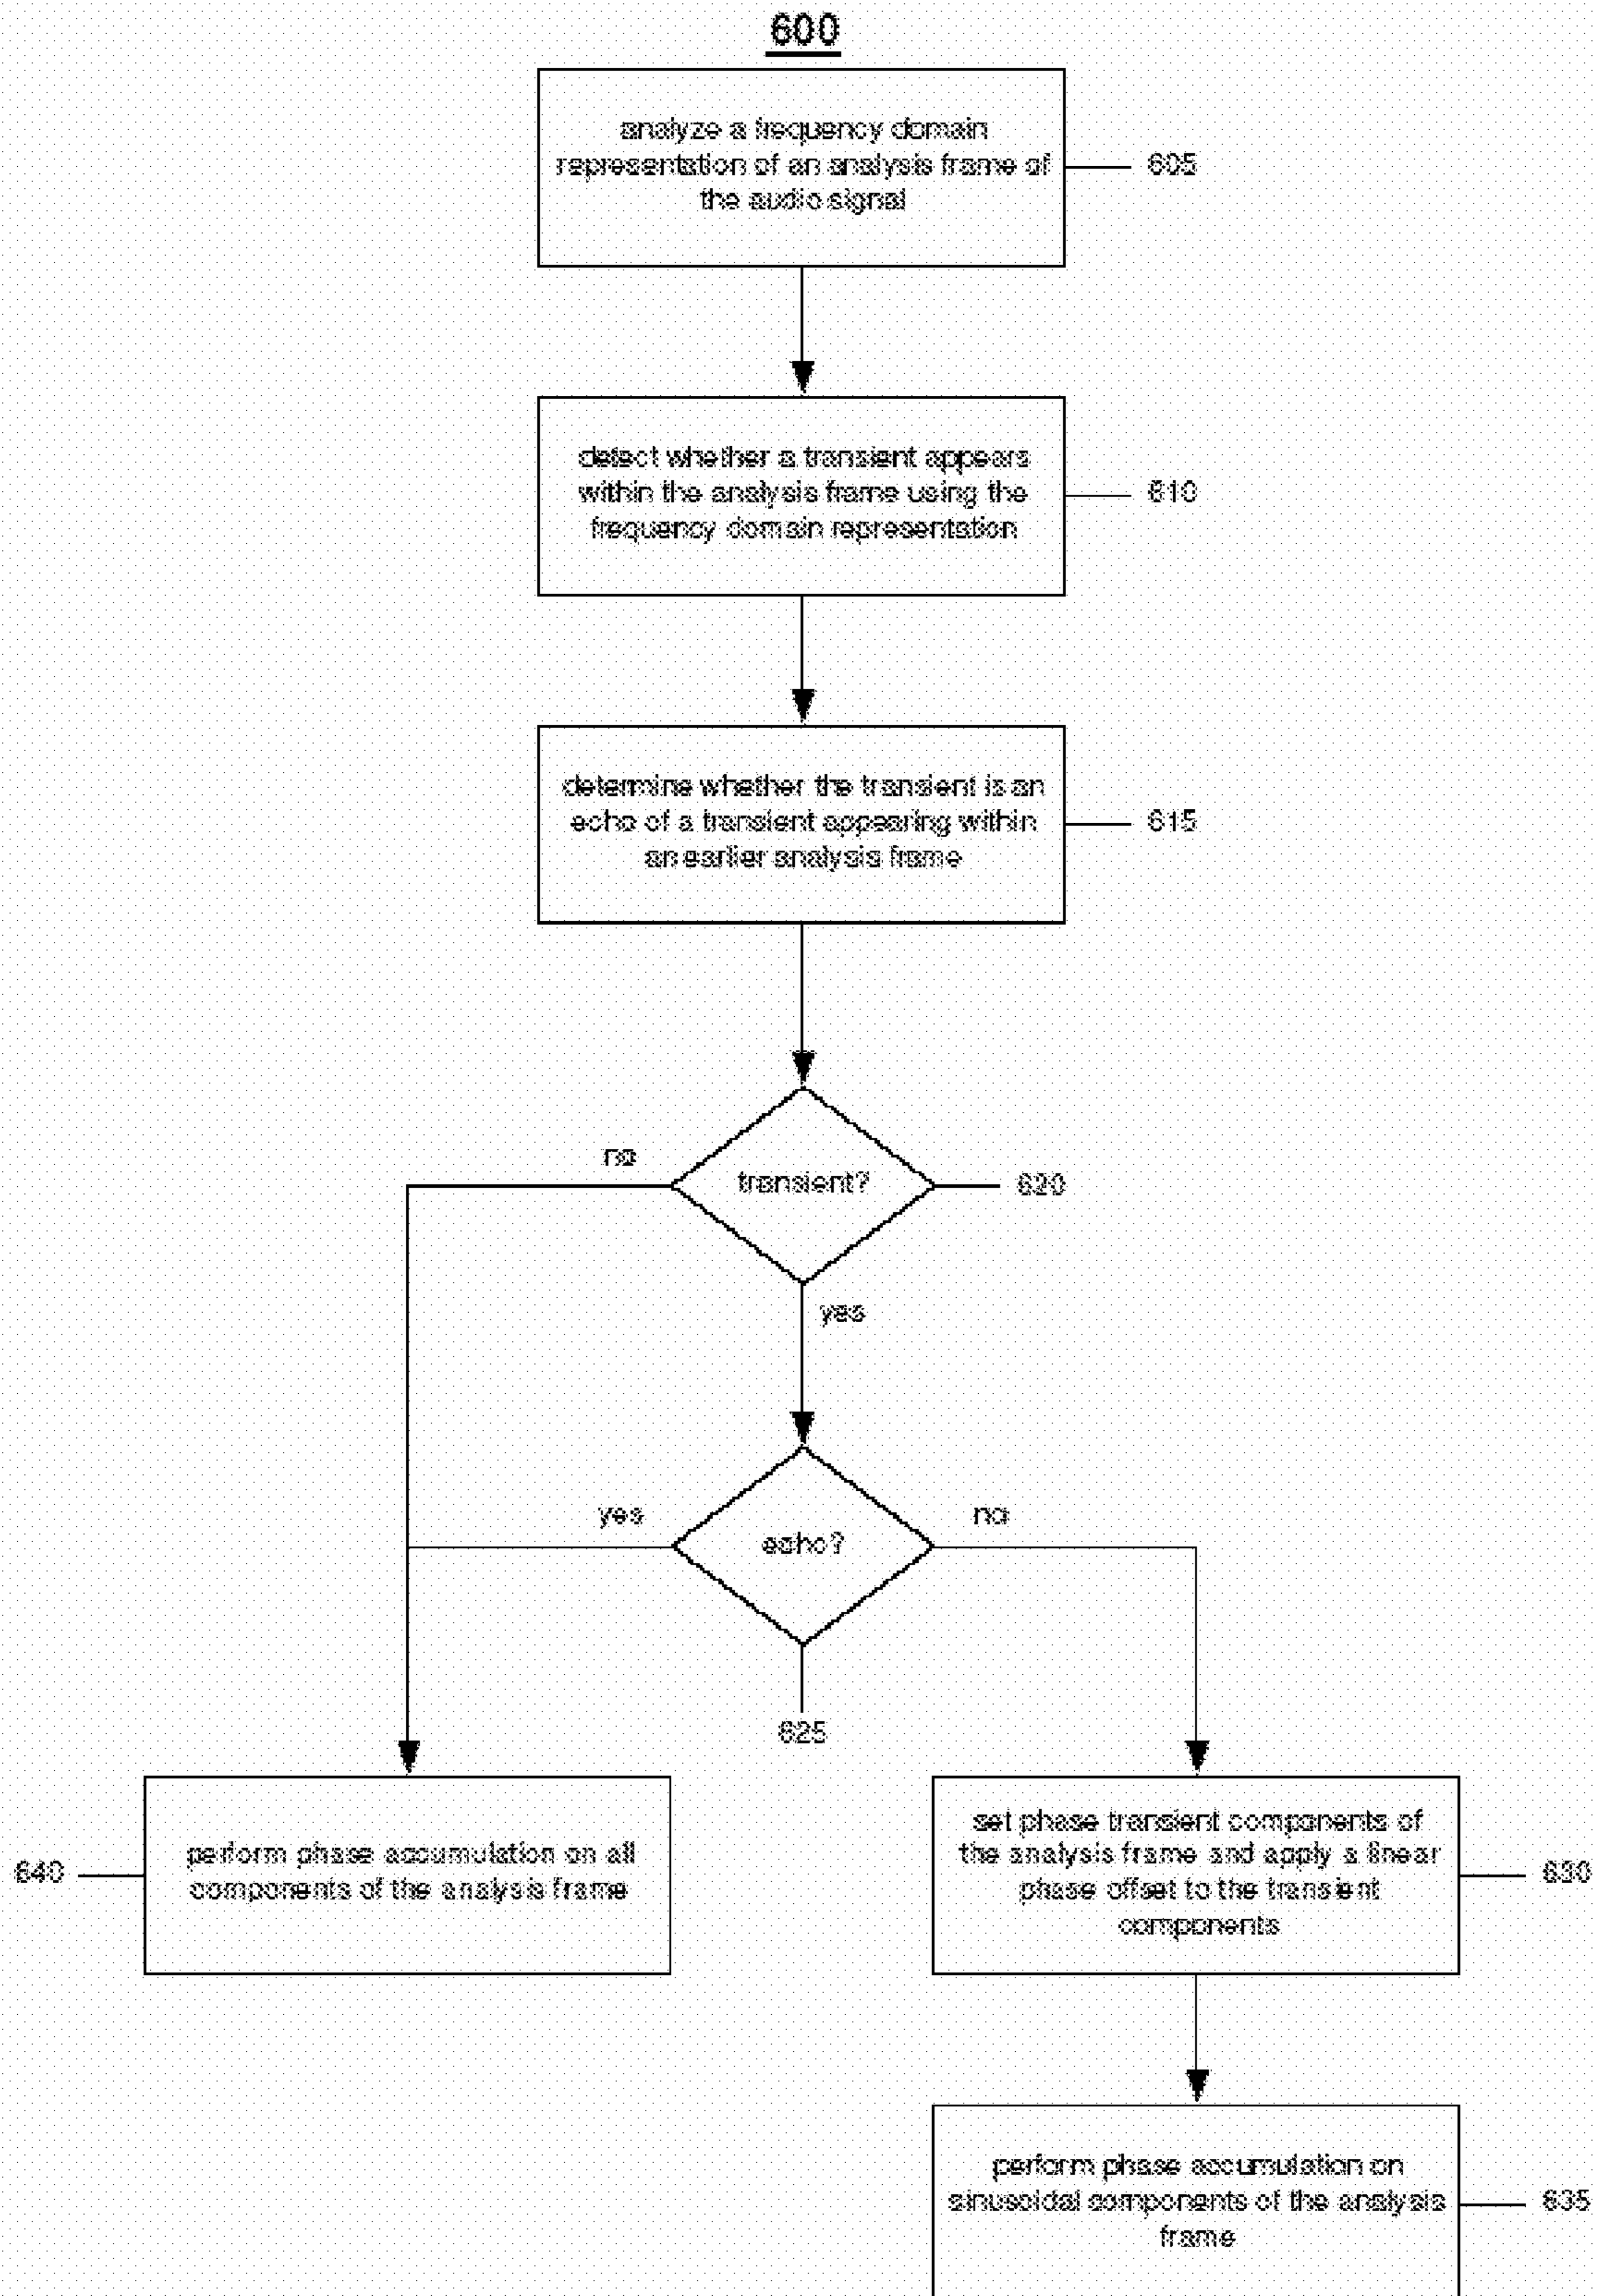 600
analyze a frequency domain
representation of an analysis frame of
the audio signal
605
detect whether a transient appears
within the analysis frame using the
frequency domain representation
610
determine whether the transient is an
echo of a transient appearing within
an earlier analysis frame
615
no
transient?
620
yes
yes
echo?
no
625
640
perform phase accumulation on all
components of the analysis frame
set phase transient components of
the analysis frame and apply a linear
phase offset to the transient
components
630
perform phase accumulation on
sinusoidal components of the analysis
frame
635